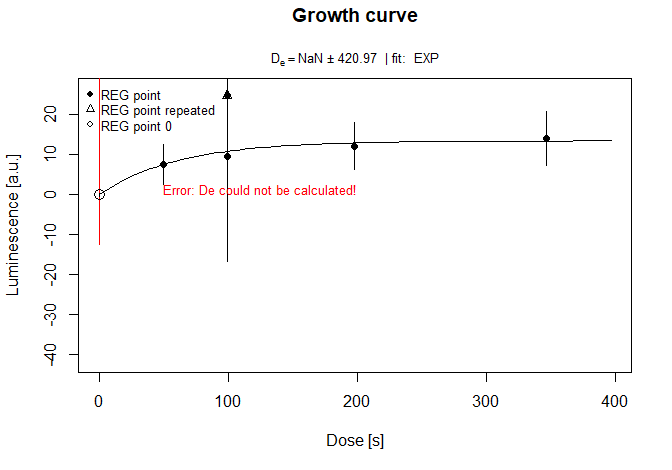 Growth curve
De = NaN ± 420.97 | fit: EXP
REG point
REG point repeated
REG point 0
Error: De could not be calculated!
Luminescence [a.u.]
20
10
0
-10
-20
-30
-40
0 100 200 300 400
Dose [s]